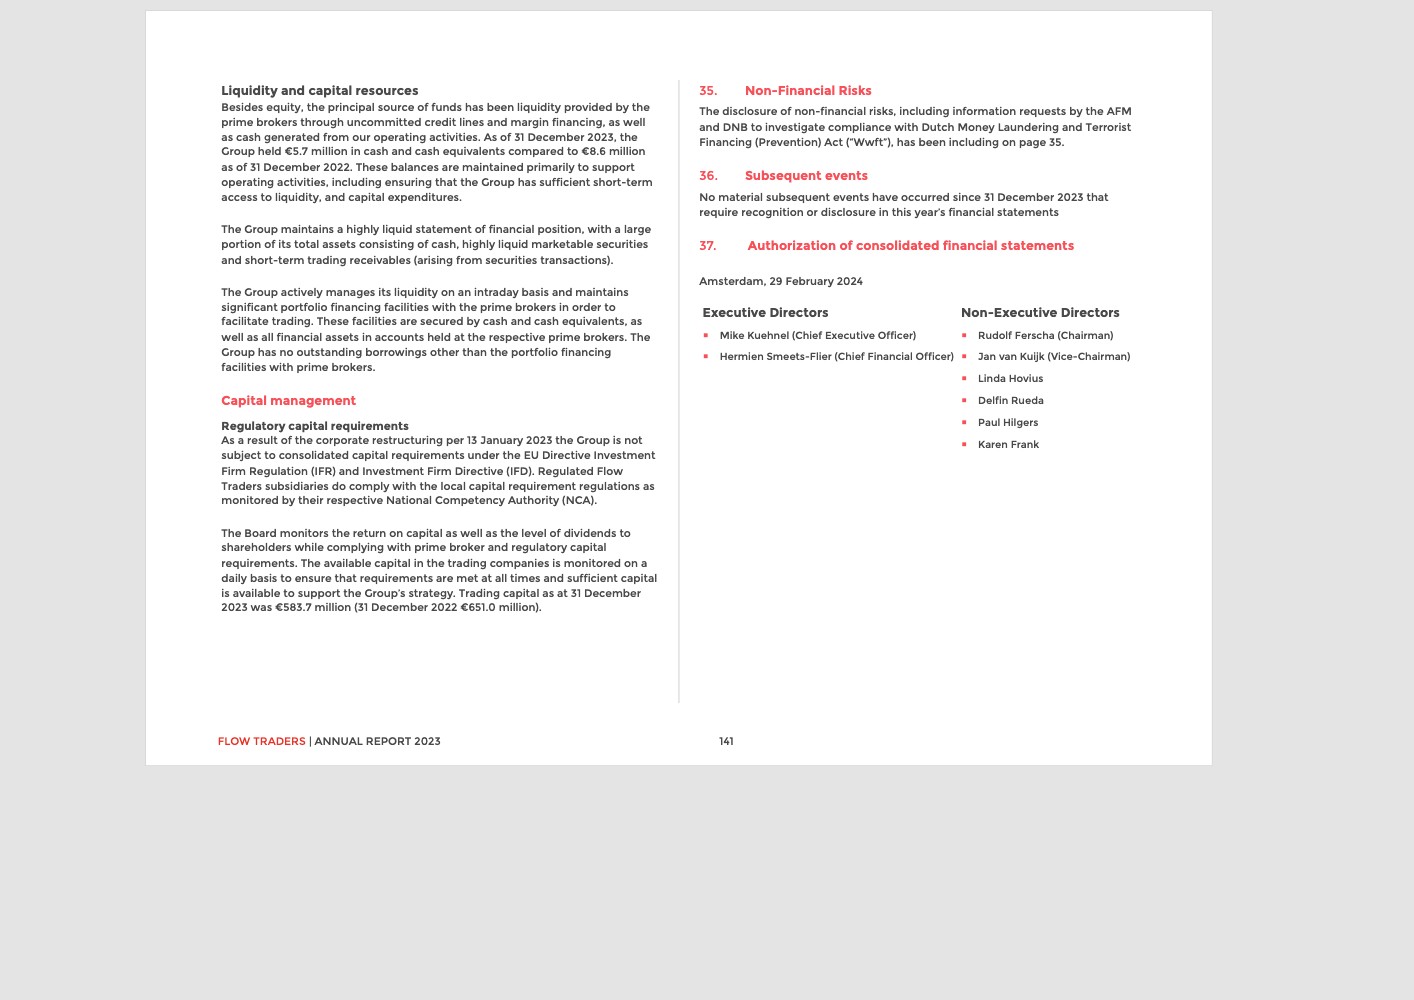 Liquidity and capital resources
Besides equity, the principal source of funds has been liquidity provided by the
prime brokers through uncommitted credit lines and margin financing, as well
as cash generated from our operating activities. As of 31 December 2023, the
Group held €5.7 million in cash and cash equivalents compared to €8.6 million
as of 31 December 2022. These balances are maintained primarily to support
operating activities, including ensuring that the Group has sufficient short-term
access to liquidity, and capital expenditures.
The Group maintains a highly liquid statement of financial position, with a large
portion of its total assets consisting of cash, highly liquid marketable securities
and short-term trading receivables (arising from securities transactions).
The Group actively manages its liquidity on an intraday basis and maintains
significant portfolio financing facilities with the prime brokers in order to
facilitate trading. These facilities are secured by cash and cash equivalents, as
well as all financial assets in accounts held at the respective prime brokers. The
Group has no outstanding borrowings other than the portfolio financing
facilities with prime brokers.
Capital management
Regulatory capital requirements
As a result of the corporate restructuring per 13 January 2023 the Group is not
subject to consolidated capital requirements under the EU Directive Investment
Firm Regulation (IFR) and Investment Firm Directive (IFD). Regulated Flow
Traders subsidiaries do comply with the local capital requirement regulations as
monitored by their respective National Competency Authority (NCA).
The Board monitors the return on capital as well as the level of dividends to
shareholders while complying with prime broker and regulatory capital
requirements. The available capital in the trading companies is monitored on a
daily basis to ensure that requirements are met at all times and sufficient capital
is available to support the Group's strategy. Trading capital as at 31 December
2023 was €583.7 million (31 December 2022 €651.0 million).
35. Non-Financial Risks
The disclosure of non-financial risks, including information requests by the AFM
and DNB to investigate compliance with Dutch Money Laundering and Terrorist
Financing (Prevention) Act ("Wwft"), has been including on page 35.
36. Subsequent events
No material subsequent events have occurred since 31 December 2023 that
require recognition or disclosure in this year's financial statements
37. Authorization of consolidated financial statements
Amsterdam, 29 February 2024
Executive Directors
Mike Kuehnel (Chief Executive Officer)
Hermien Smeets-Flier (Chief Financial Officer)
Non-Executive Directors
Rudolf Ferscha (Chairman)
Jan van Kuijk (Vice-Chairman)
Linda Hovius
Delfin Rueda
Paul Hilgers
Karen Frank
FLOW TRADERS | ANNUAL REPORT 2023
141